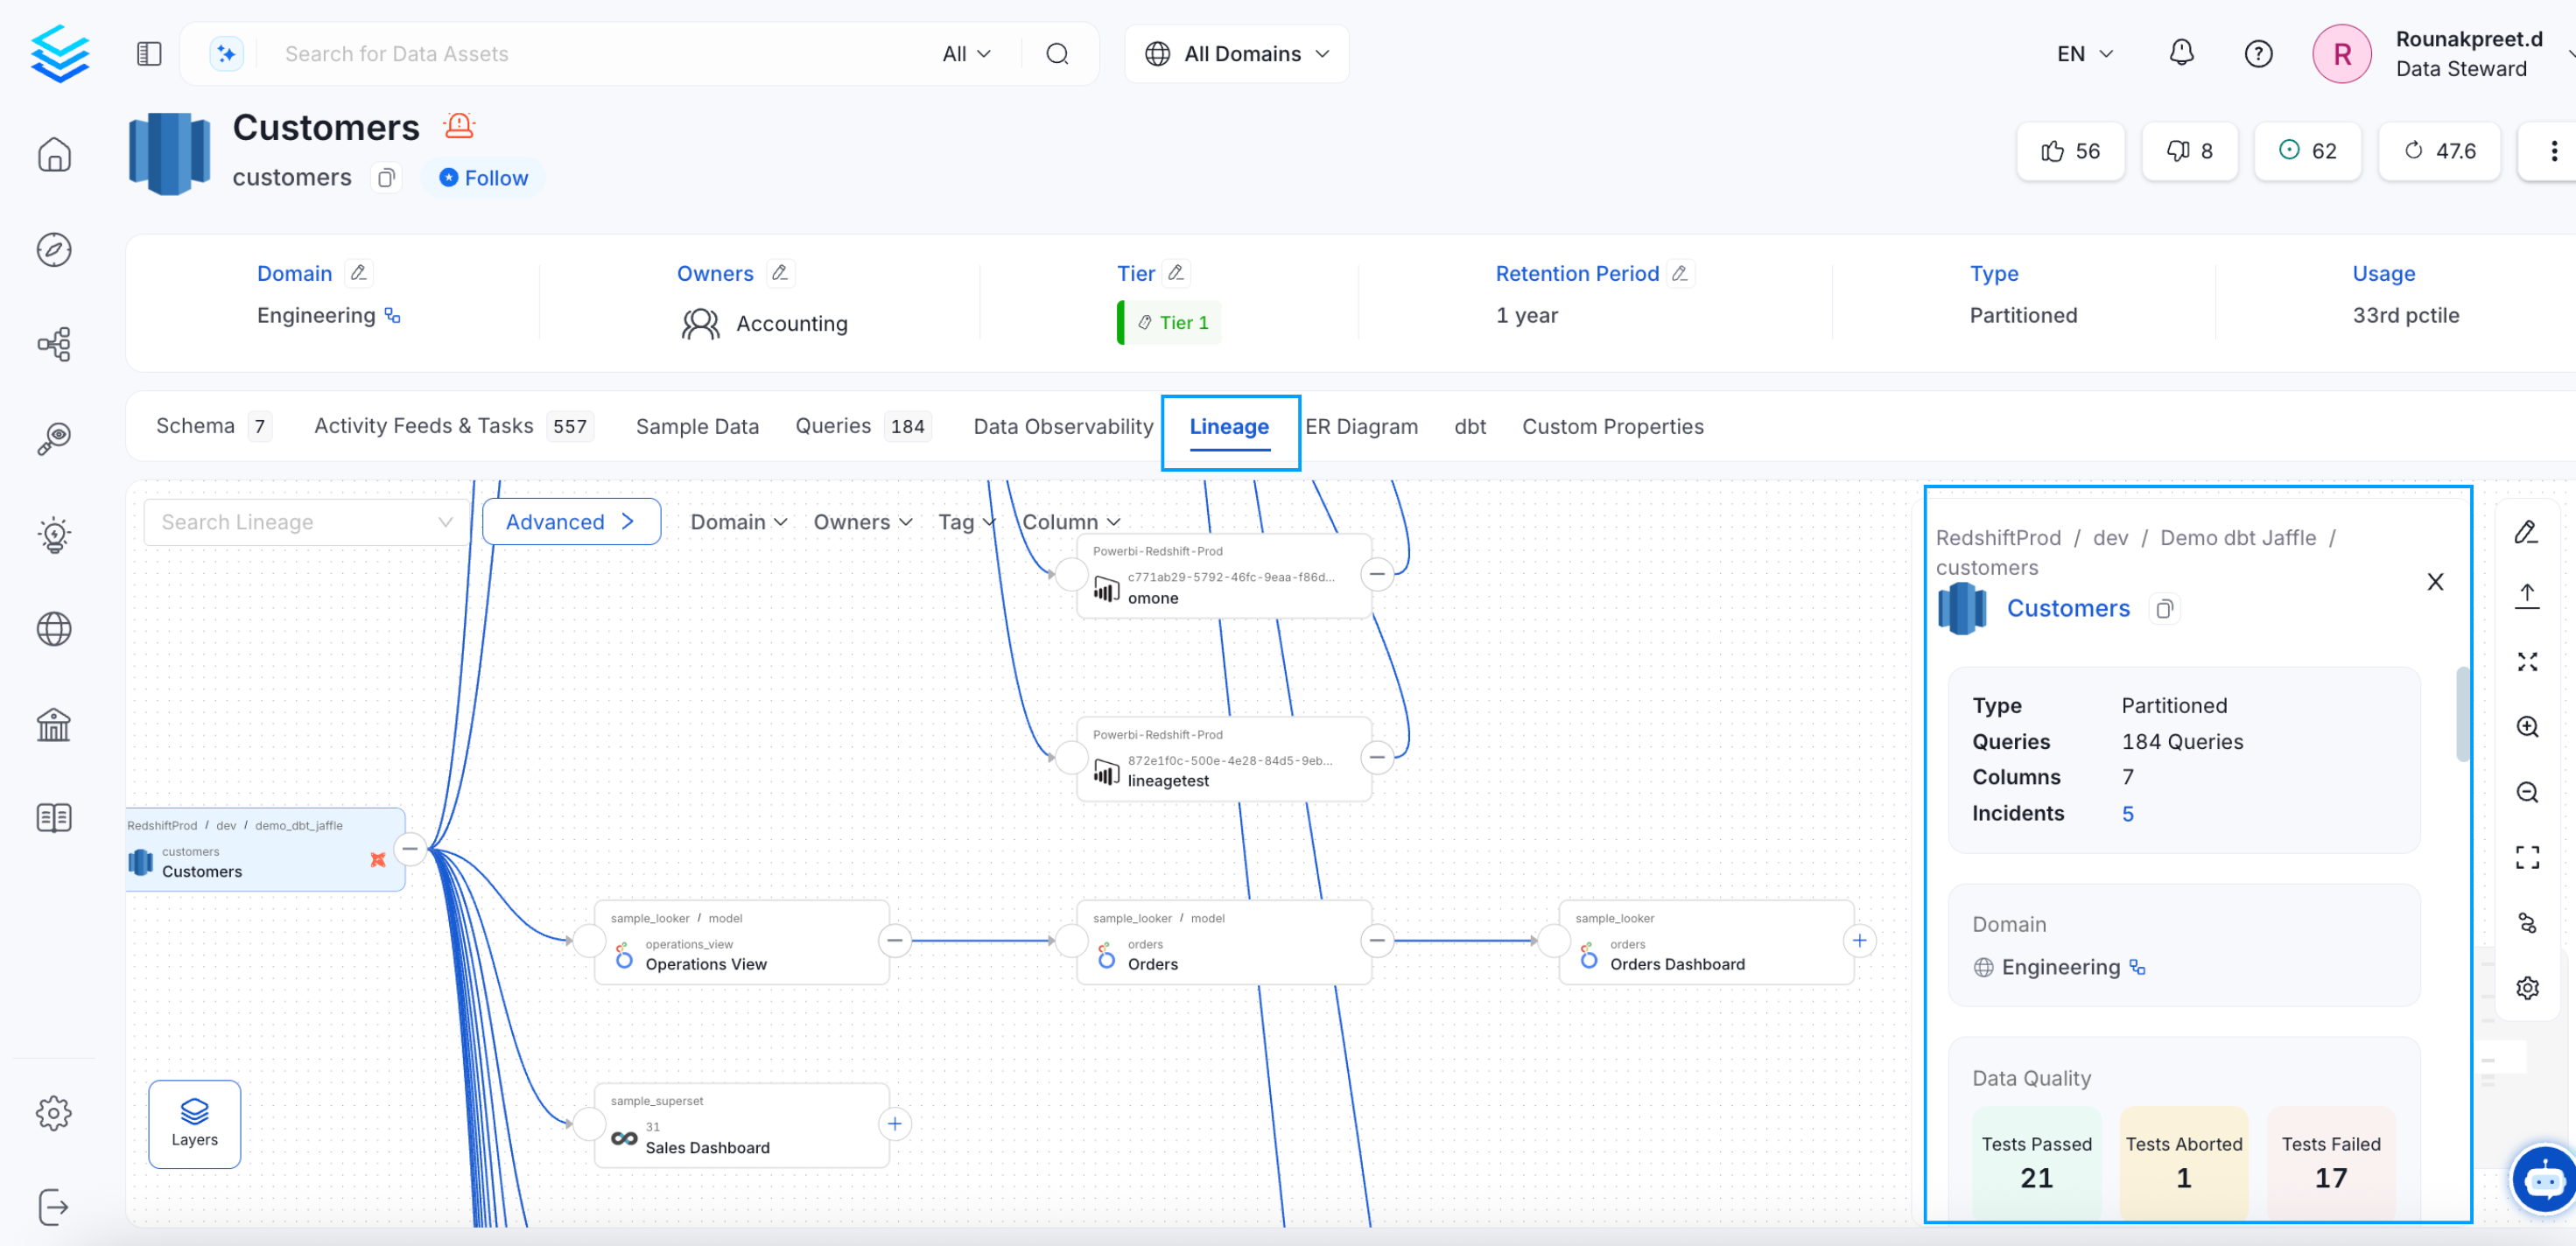 Search for Data Assets
All
All Domains
EN
R
Rounakpreet.d
Data Steward
Customers
customers
Follow
56
8
62
47.6
Domain
Engineering
Owners
Accounting
Tier
Tier 1
Retention Period
1 year
Type
Partitioned
Usage
33rd pctile
Schema 7
Activity Feeds & Tasks 557
Sample Data
Queries 184
Data Observability
Lineage
ER Diagram
dbt
Custom Properties
Search Lineage
Advanced
Domain
Owners
Tag
Column
Powerbi-Redshift-Prod
c771ab29-5792-46fc-9eaa-f86d...
omone
Powerbi-Redshift-Prod
872e1f0c-500e-4e28-84d5-9eb...
lineagetest
RedshiftProd / dev / demo_dbt_jaffle
customers
Customers
sample_looker / model
operations_view
Operations View
sample_looker / model
orders
Orders
sample_looker
orders
Orders Dashboard
sample_superset
31
Sales Dashboard
Layers
RedshiftProd / dev / Demo dbt Jaffle /
customers
Customers
X
Type Partitioned
Queries 184 Queries
Columns 7
Incidents 5
Domain
Engineering
Data Quality
Tests Passed
21
Tests Aborted
1
Tests Failed
17